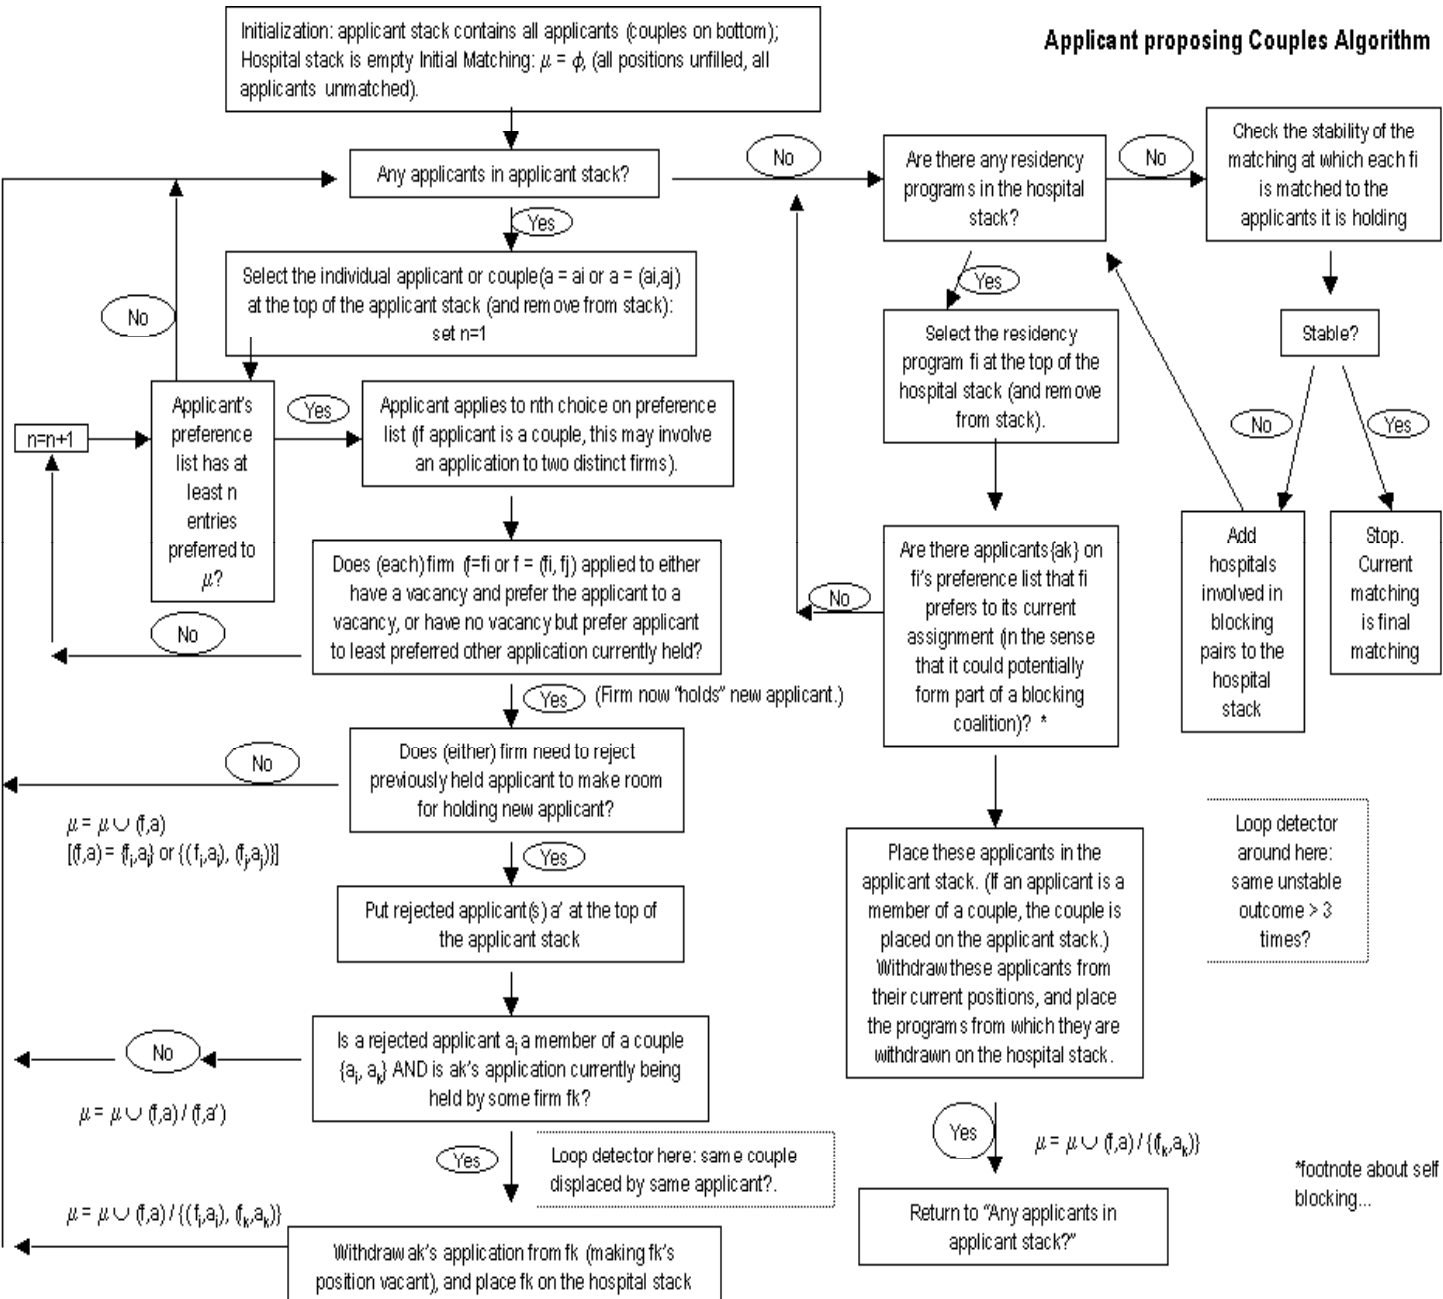 Applicant proposing Couples Algorithm
Initialization: applicant stack contains all applicants (couples on bottom);
Hospital stack is empty Initial Matching: μ = ϕ, (all positions unfilled, all
applicants unmatched).
Any applicants in applicant stack?
Yes
No
Select the individual applicant or couple(a = ai or a = (ai,aj)
at the top of the applicant stack (and remove from stack):
set n=1
No
n=n+1
Applicant's
preference
list has at
least n
entries
preferred to
μ?
Yes
Applicant applies to nth choice on preference
list (if applicant is a couple, this may involve
an application to two distinct firms).
Does (each) firm (f=fi or f = (fi, fj) applied to either
have a vacancy and prefer the applicant to a
vacancy, or have no vacancy but prefer applicant
to least preferred other application currently held?
No
Yes
(Firm now "holds" new applicant.)
Does (either) firm need to reject
previously held applicant to make room
for holding new applicant?
No
μ = μ ∪ (f,a)
[(f,a) = {fi,ai} or {(fi,ai), (fj,aj)}]
Yes
Put rejected applicant(s) a' at the top of
the applicant stack
Is a rejected applicant ai a member of a couple
{ai, ak} AND is ak's application currently being
held by some firm fk?
No
μ = μ ∪ (f,a) / (f,a')
Yes
Loop detector here: same couple
displaced by same applicant?.
μ = μ ∪ (f,a) / {(fi,ai), (fk,ak)}
Withdraw ak's application from fk (making fk's
position vacant), and place fk on the hospital stack
Are there any residency
programs in the hospital
stack?
No
Yes
Select the residency
program fi at the top of the
hospital stack (and remove
from stack).
Are there applicants{ak} on
fi's preference list that fi
prefers to its current
assignment (in the sense
that it could potentially
form part of a blocking
coalition)? *
No
Place these applicants in the
applicant stack. (If an applicant is a
member of a couple, the couple is
placed on the applicant stack.)
Withdraw these applicants from
their current positions, and place
the programs from which they are
withdrawn on the hospital stack.
Yes
μ = μ ∪ (f,a) / {(fk,ak)}
Return to "Any applicants in
applicant stack?"
Check the stability of the
matching at which each fi
is matched to the
applicants it is holding
Stable?
No
Yes
Add
hospitals
involved in
blocking
pairs to the
hospital
stack
Stop.
Current
matching
is final
matching
Loop detector
around here:
same unstable
outcome > 3
times?
*footnote about self
blocking...